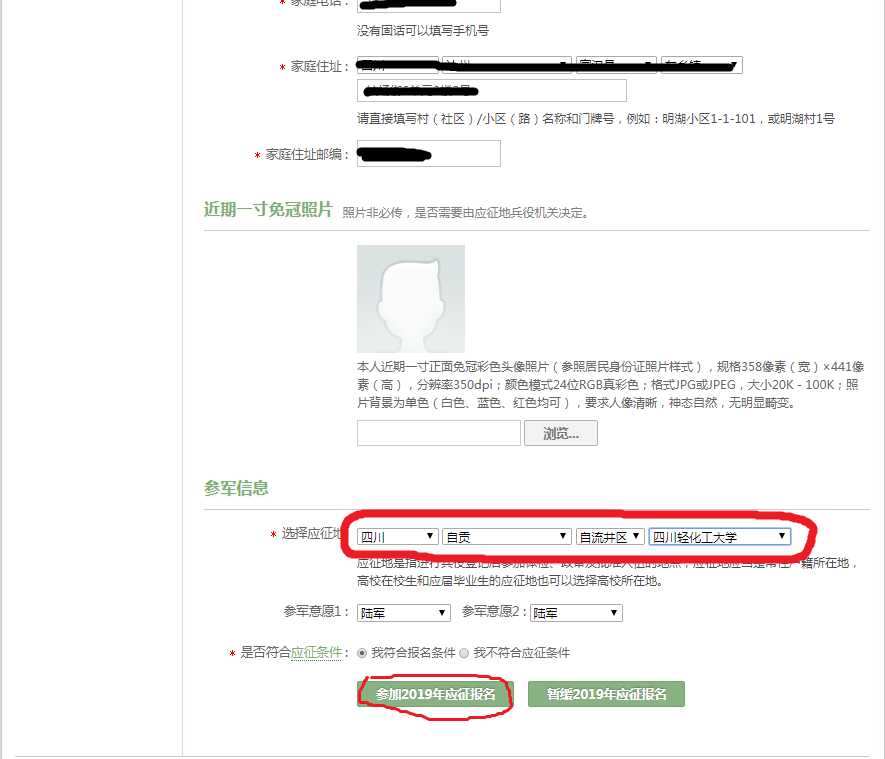 * 家庭电话：
没有固话可以填写手机号
* 家庭住址：
请直接填写村（社区）/小区（路）名称和门牌号，例如：明湖小区1-1-101，或明湖村1号
* 家庭住址邮编：
近期一寸免冠照片 照片非必传，是否需要由应征地兵役机关决定。
本人近期一寸正面免冠彩色头像照片（参照居民身份证照片样式），规格358像素（宽）×441像
素（高），分辨率350dpi；颜色模式24位RGB真彩色；格式JPG或JPEG，大小20K - 100K；照
片背景为单色（白色、蓝色、红色均可），要求人像清晰，神态自然，无明显畸变。
浏览...
参军信息
* 选择应征地 四川 自贡 自流井区 四川轻化工大学
应征地是指进行兵役登记后参加体检、政审及批准入伍的地点，应征地应当是常住户籍所在地，
高校在校生和应届毕业生的应征地也可以选择高校所在地。
参军意愿1： 陆军 参军意愿2： 陆军
* 是否符合应征条件： 我符合报名条件 我不符合应征条件
参加2019年应征报名 暂缓2019年应征报名